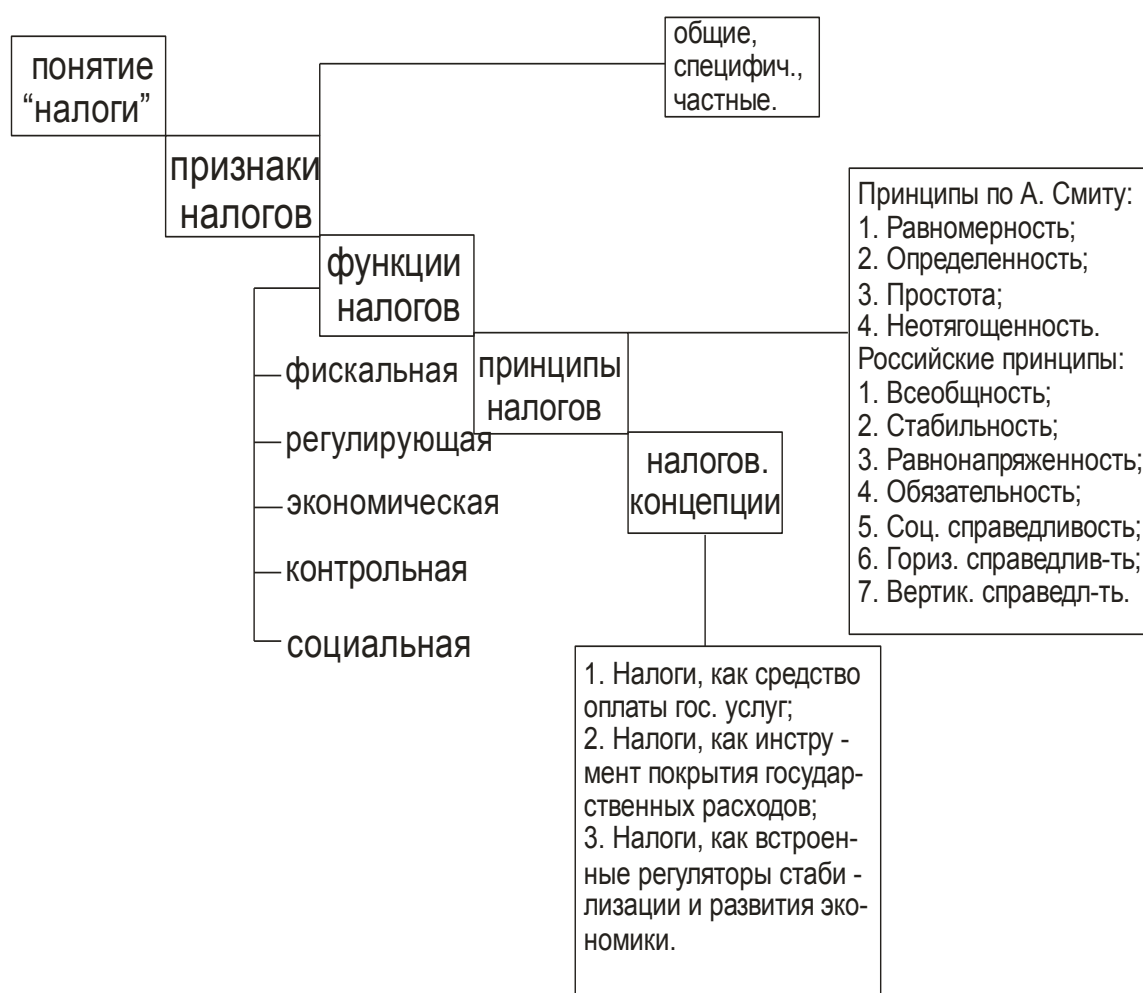 понятие
“налоги”
общие,
специфич.,
частные.
признаки
налогов
функции
налогов
фискальная
регулирующая
экономическая
контрольная
социальная
принципы
налогов
налогов.
концепции
Принципы по А. Смиту:
1. Равномерность;
2. Определенность;
3. Простота;
4. Неотягощенность.
Российские принципы:
1. Всеобщность;
2. Стабильность;
3. Равнонапряженность;
4. Обязательность;
5. Соц. справедливость;
6. Гориз. справедлив-ть;
7. Вертик. справедл-ть.
1. Налоги, как средство
оплаты гос. услуг;
2. Налоги, как инстру -
мент покрытия государ-
ственных расходов;
3. Налоги, как встроен-
ные регуляторы стаби -
лизации и развития эко-
номики.